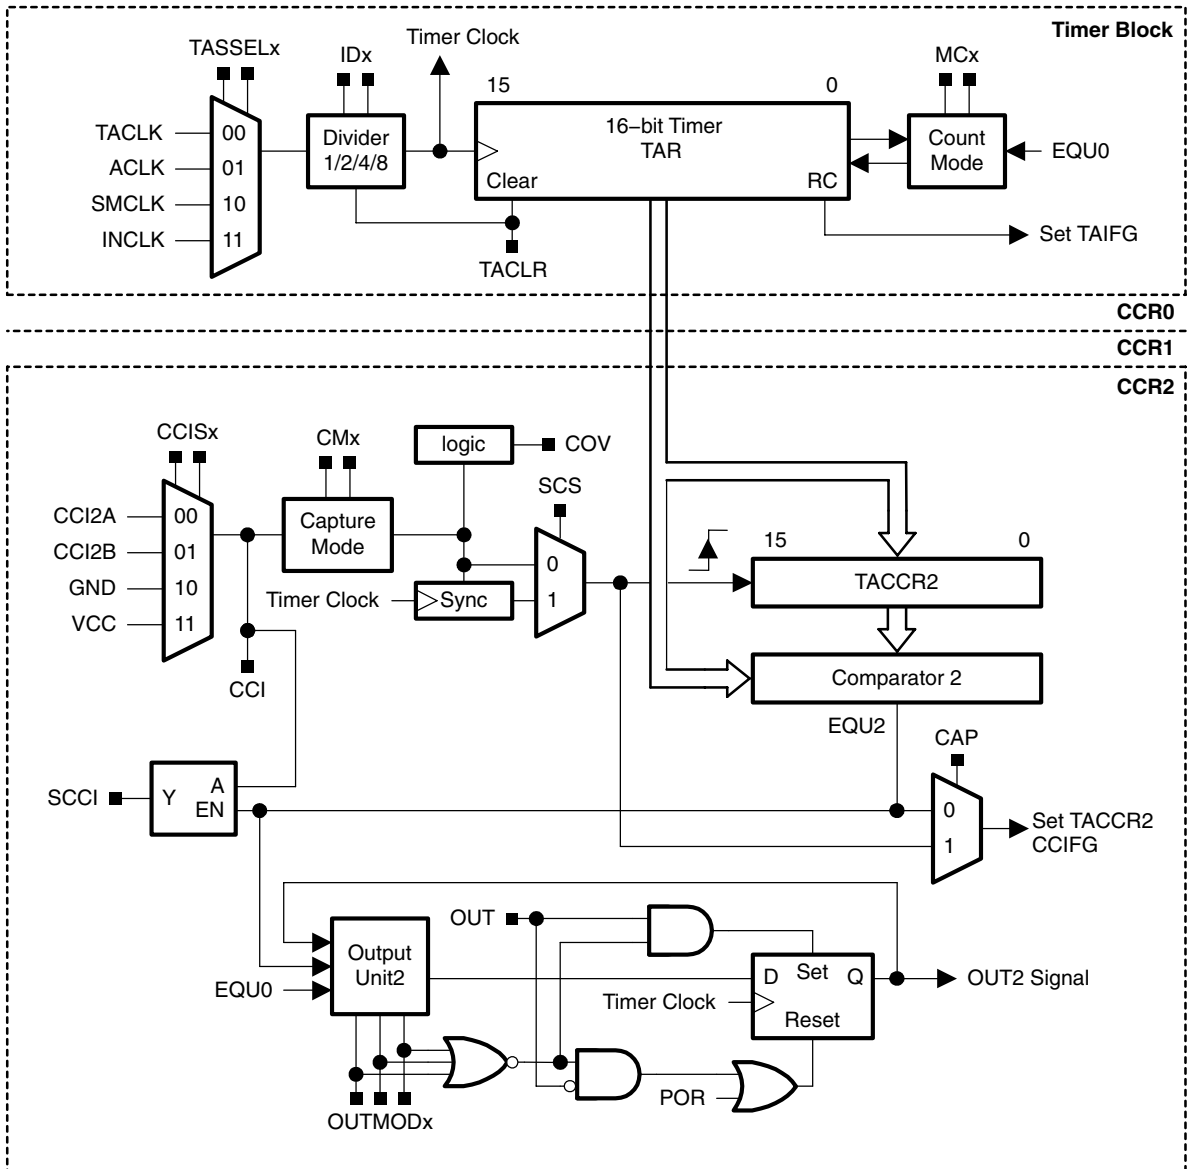 Timer Block
Timer Clock
TASSELx
IDx
MCx
15
0
TACLK
00
Divider
1/2/4/8
16−bit Timer
TAR
Count
Mode
EQU0
ACLK
01
SMCLK
10
Clear
RC
INCLK
11
Set TAIFG
TACLR
CCR0
CCR1
CCR2
CCISx
CMx
logic
COV
SCS
CCI2A
00
Capture
Mode
15
0
CCI2B
01
0
GND
10
Timer Clock
Sync
1
TACCR2
VCC
11
CCI
Comparator 2
EQU2
CAP
SCCI
Y
A
EN
0
Set TACCR2
CCIFG
1
OUT
Output
Unit2
EQU0
D
Set
Q
OUT2 Signal
Timer Clock
Reset
POR
OUTMODx